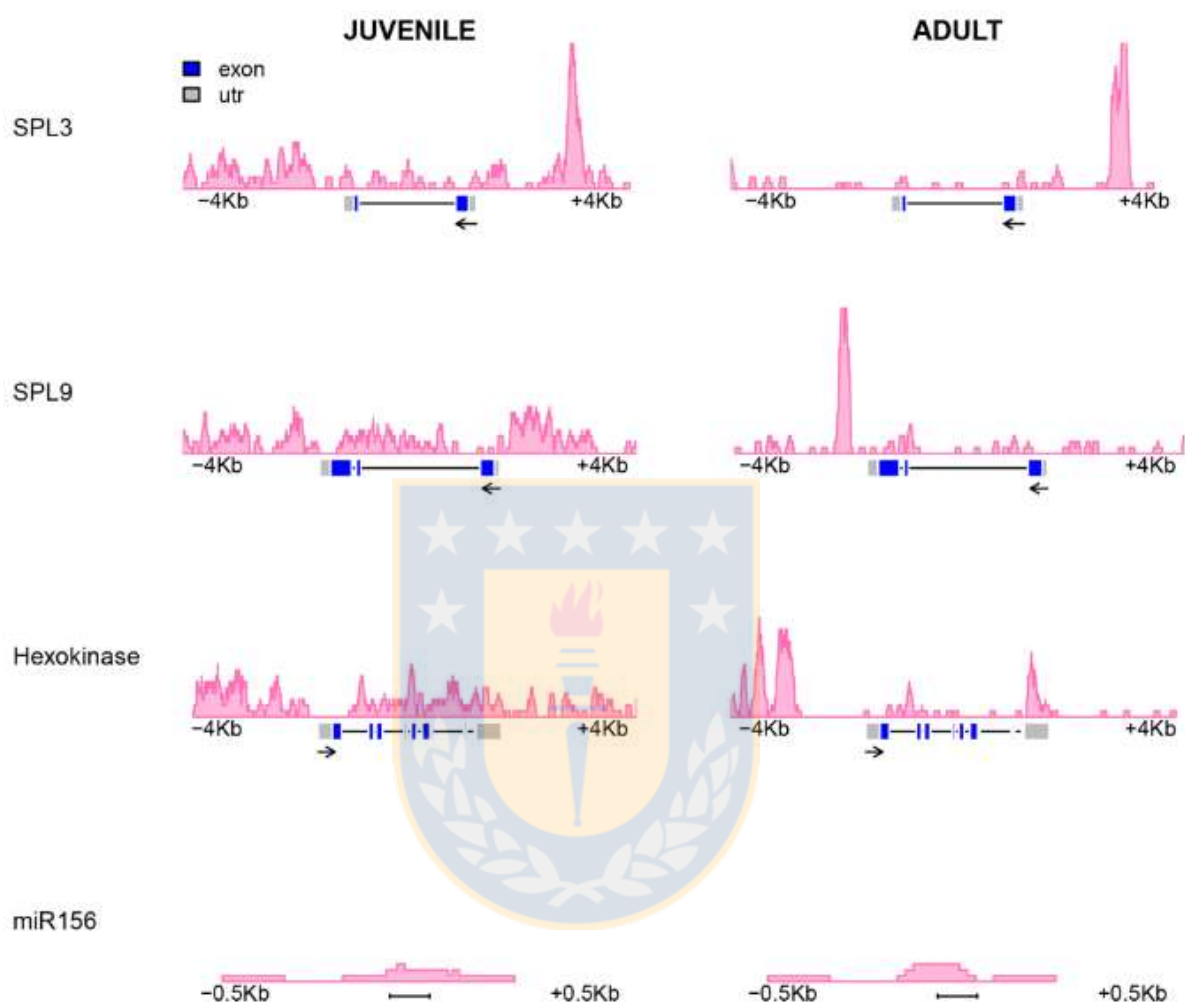 JUVENILE ADULT
exon
utr
SPL3
−4Kb +4Kb −4Kb +4Kb
SPL9
−4Kb +4Kb −4Kb +4Kb
Hexokinase
−4Kb +4Kb −4Kb +4Kb
miR156
−0.5Kb +0.5Kb −0.5Kb +0.5Kb